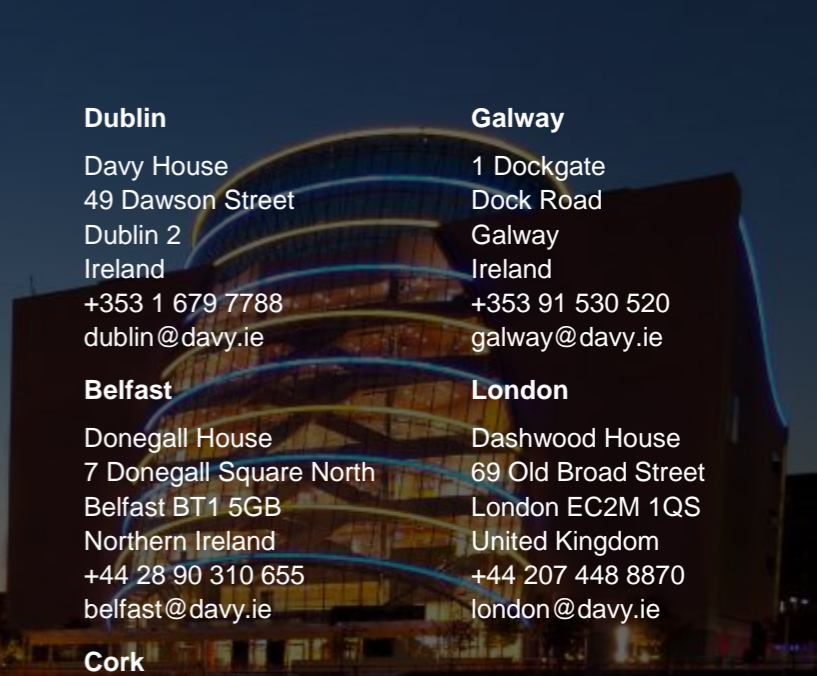 Dublin
Davy House
49 Dawson Street
Dublin 2
Ireland
+353 1 679 7788
dublin@davy.ie
Galway
1 Dockgate
Dock Road
Galway
Ireland
+353 91 530 520
galway@davy.ie
Belfast
Donegall House
7 Donegall Square North
Belfast BT1 5GB
Northern Ireland
+44 28 90 310 655
belfast@davy.ie
London
Dashwood House
69 Old Broad Street
London EC2M 1QS
United Kingdom
+44 207 448 8870
london@davy.ie
Cork